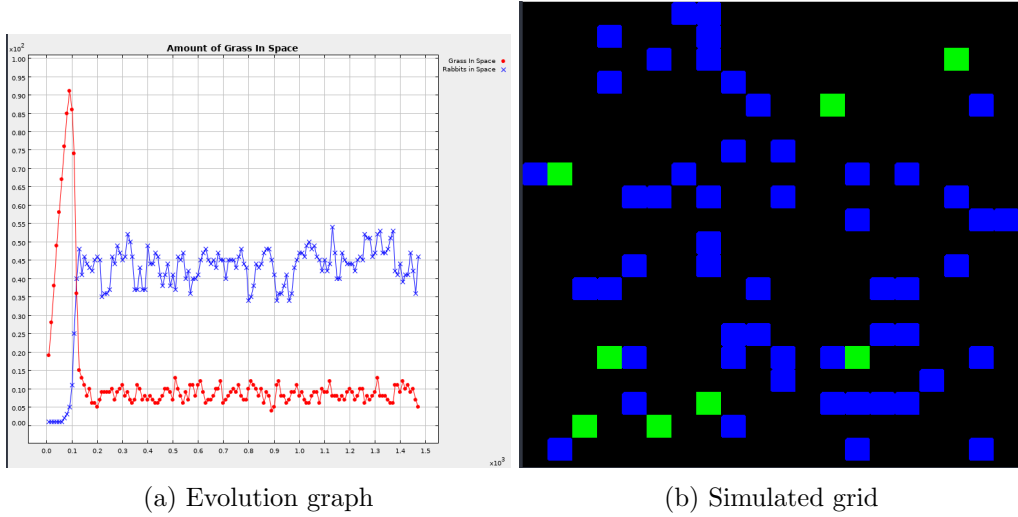 Amount of Grass In Space
x10²
Grass In Space
Rabbits in Space
1.00
0.95
0.90
0.85
0.80
0.75
0.70
0.65
0.60
0.55
0.50
0.45
0.40
0.35
0.30
0.25
0.20
0.15
0.10
0.05
0.00
0.0 0.1 0.2 0.3 0.4 0.5 0.6 0.7 0.8 0.9 1.0 1.1 1.2 1.3 1.4 1.5
x10³
(a) Evolution graph
(b) Simulated grid